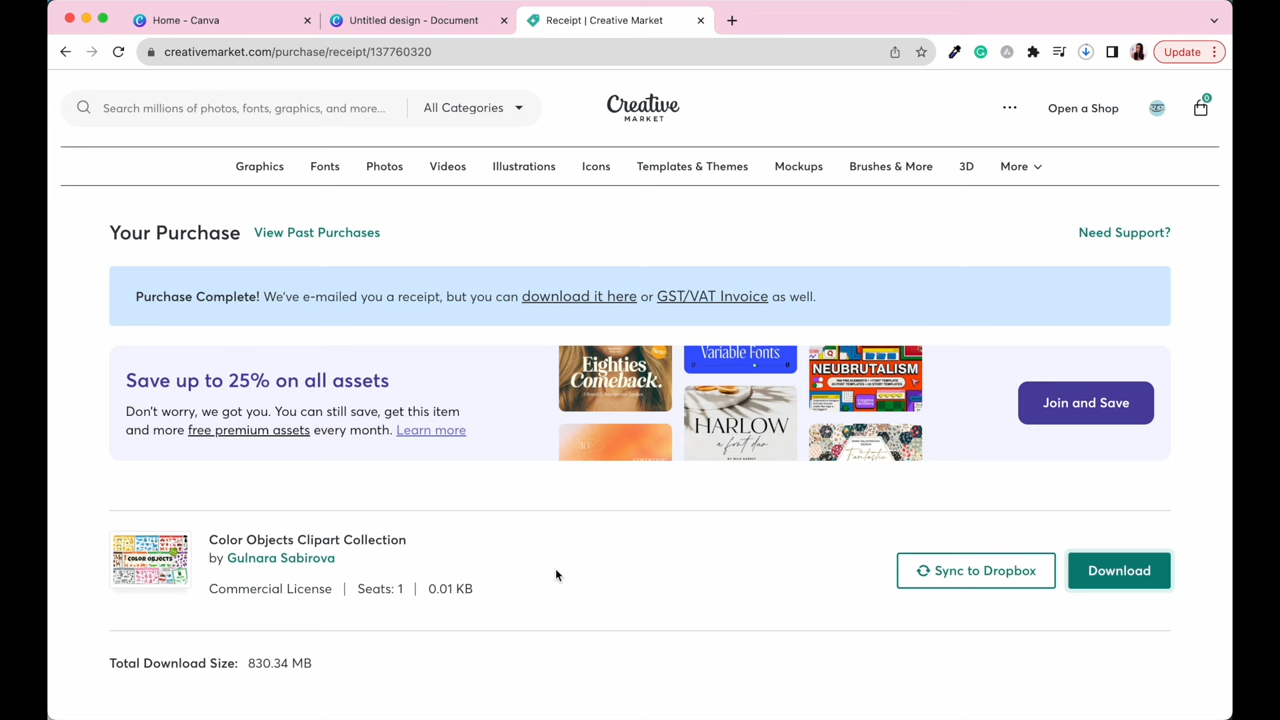 Home - Canva
Untitled design - Document
Receipt | Creative Market
creativemarket.com/purchase/receipt/137760320
Update
Search millions of photos, fonts, graphics, and more...
All Categories
Creative
MARKET
Open a Shop
0
Graphics
Fonts
Photos
Videos
Illustrations
Icons
Templates & Themes
Mockups
Brushes & More
3D
More
Your Purchase
View Past Purchases
Need Support?
Purchase Complete! We've e-mailed you a receipt, but you can download it here or GST/VAT Invoice as well.
Save up to 25% on all assets
Don't worry, we got you. You can still save, get this item
and more free premium assets every month. Learn more
Eighties
Comeback.
Variable Fonts
HARLOW
a font duo
NEUBRUTALISM
Fantastic
Join and Save
COLOR OBJECTS
Color Objects Clipart Collection
by Gulnara Sabirova
Commercial License | Seats: 1 | 0.01 KB
Sync to Dropbox
Download
Total Download Size: 830.34 MB